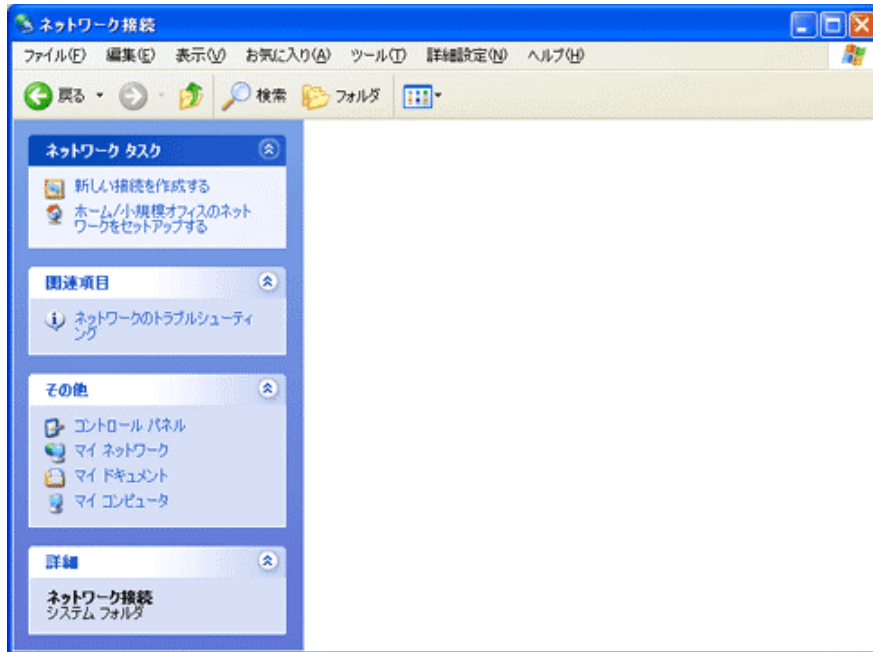 ネットワーク接続
ファイル(F) 編集(E) 表示(V) お気に入り(A) ツール(T) 詳細設定(N) ヘルプ(H)
戻る 検索 フォルダ
ネットワーク タスク
新しい接続を作成する
ホーム/小規模オフィスのネット
ワークをセットアップする
関連項目
ネットワークのトラブルシューティ
ング
その他
コントロール パネル
マイ ネットワーク
マイ ドキュメント
マイ コンピュータ
詳細
ネットワーク接続
システム フォルダ